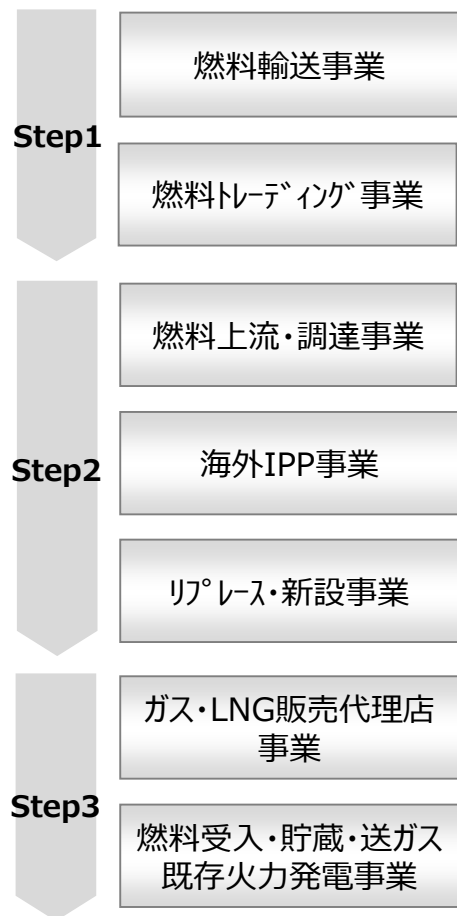 Step1
燃料輸送事業
燃料ﾄﾚｰﾃﾞｨﾝｸﾞ事業
Step2
燃料上流・調達事業
海外IPP事業
ﾘﾌﾟﾚｰｽ・新設事業
Step3
ガス・LNG販売代理店
事業
燃料受入・貯蔵・送ガス
既存火力発電事業